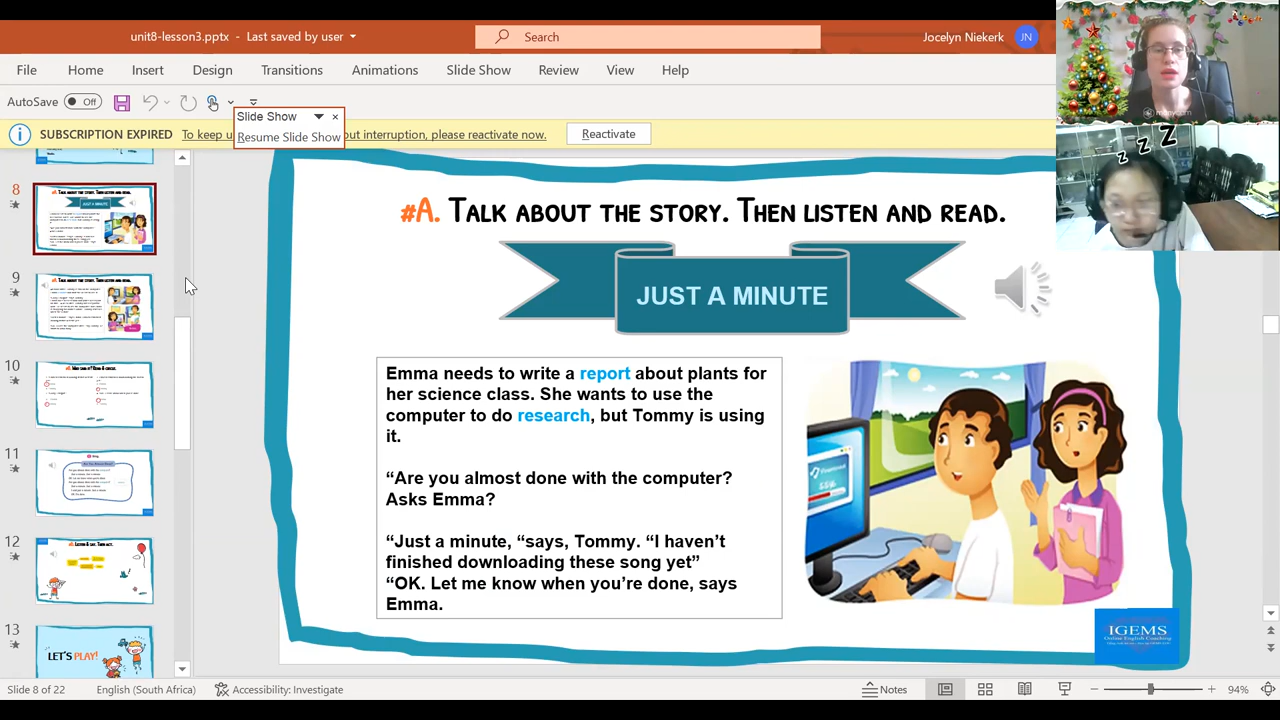 unit8-lesson3.pptx - Last saved by user
Search
Jocelyn Niekerk
JN
File Home Insert Design Transitions Animations Slide Show Review View Help
AutoSave Off
Slide Show
Resume Slide Show
SUBSCRIPTION EXPIRED To keep u out interruption, please reactivate now. Reactivate
z z Z
8
9
10
11
12
13
LET'S PLAY!
#A. TALK ABOUT THE STORY. THEN LISTEN AND READ.
JUST A MINUTE
Emma needs to write a report about plants for
her science class. She wants to use the
computer to do research, but Tommy is using
it.
“Are you almost done with the computer?
Asks Emma?
“Just a minute, “says, Tommy. “I haven’t
finished downloading these song yet”
“OK. Let me know when you’re done, says
Emma.
IGEMS
Online English Coaching
Slide 8 of 22 English (South Africa) Accessibility: Investigate Notes 94%